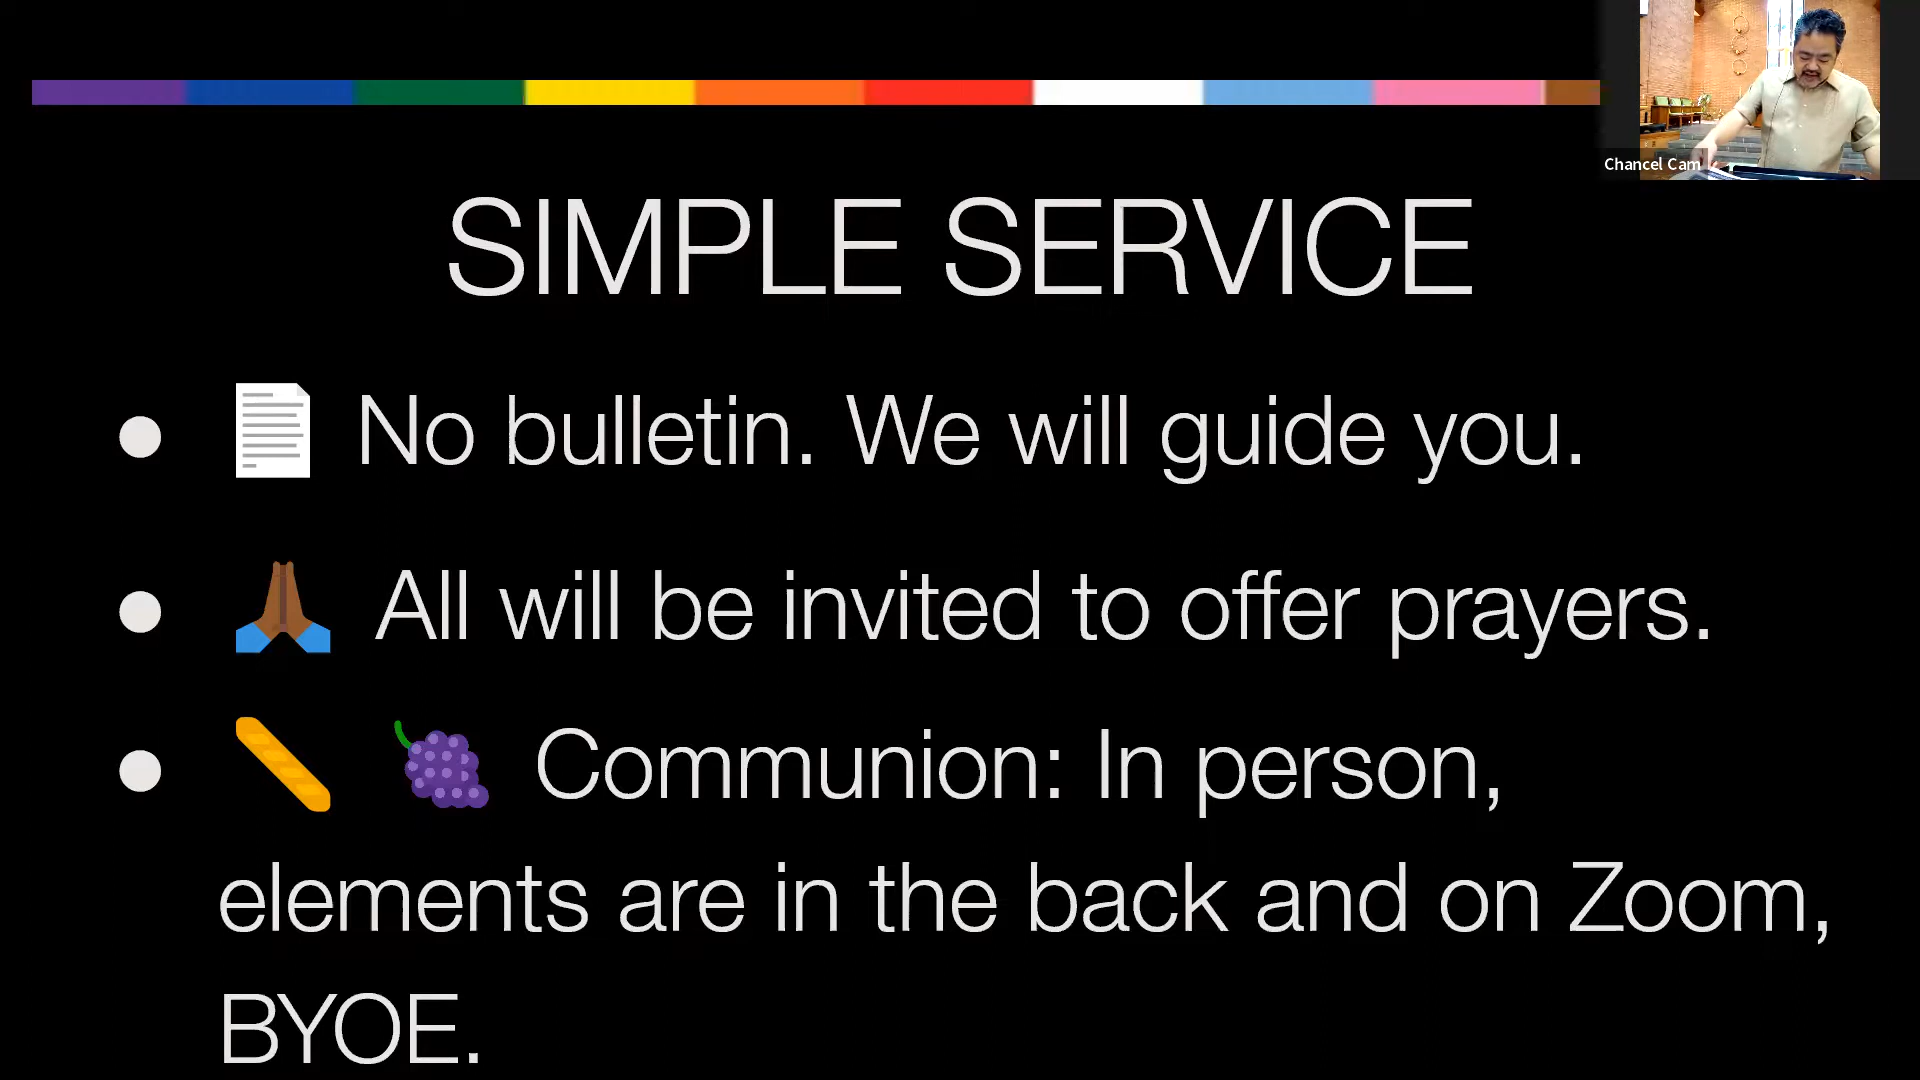 Chancel Cam
SIMPLE SERVICE
No bulletin. We will guide you.
All will be invited to offer prayers.
Communion: In person,
elements are in the back and on Zoom,
BYOE.